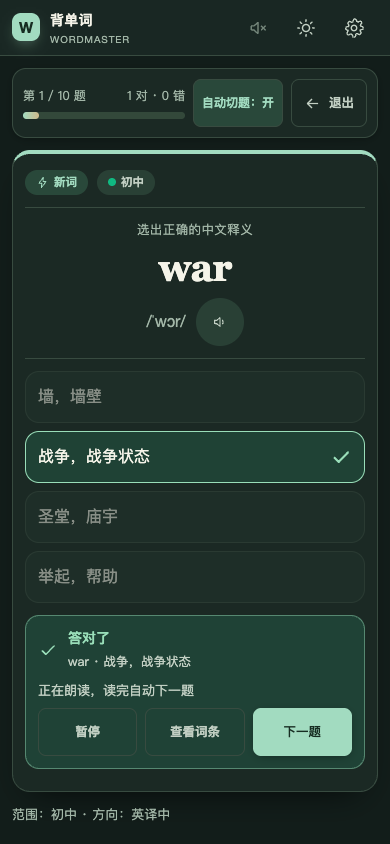 W
背单词
WORDMASTER
第 1 / 10 题
1 对 · 0 错
自动切题：开
← 退出
新词
初中
选出正确的中文释义
war
/ˈwɔr/
墙，墙壁
战争，战争状态
圣堂，庙宇
举起，帮助
答对了
war · 战争，战争状态
正在朗读，读完自动下一题
暂停
查看词条
下一题
范围：初中 · 方向：英译中